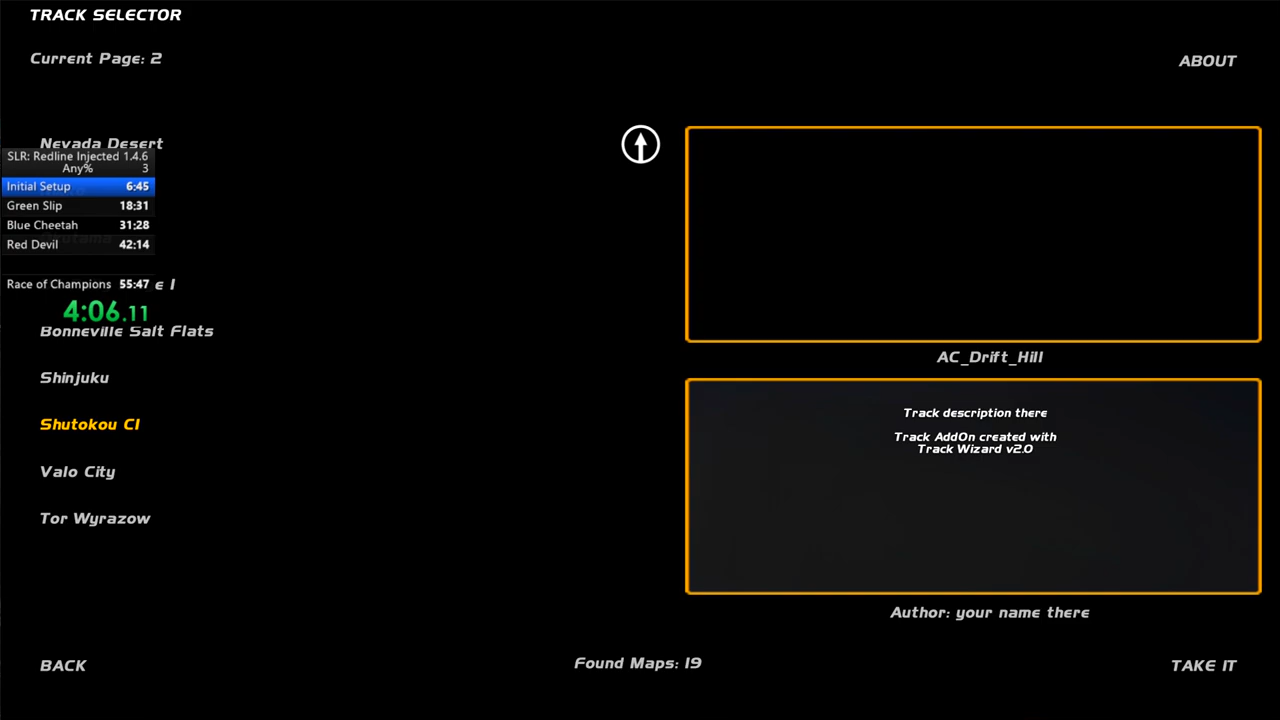 TRACK SELECTOR
Current Page: 2
ABOUT
Nevada Desert
SLR: Redline Injected 1.4.6
Any% 3
Initial Setup 6:45
Green Slip 18:31
Blue Cheetah 31:28
Red Devil 42:14
Race of Champions 55:47
4:06.11
Bonneville Salt Flats
Shinjuku
Shutokou C1
Valo City
Tor Wyrazow
AC_Drift_Hill
Track description there
Track AddOn created with
Track Wizard v2.0
Author: your name there
BACK
Found Maps: 19
TAKE IT